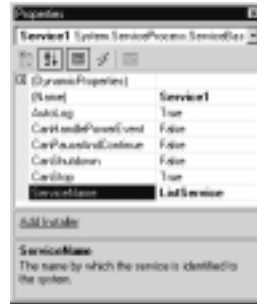 Properties
Service1 System.ServiceProcess.ServiceBas
(DynamicProperties)
(Name) Service1
AutoLog True
CanHandlePowerEvent False
CanPauseAndContinue False
CanShutdown False
CanStop True
ServiceName ListService
Add Installer
ServiceName
The name by which the service is identified to
the system.